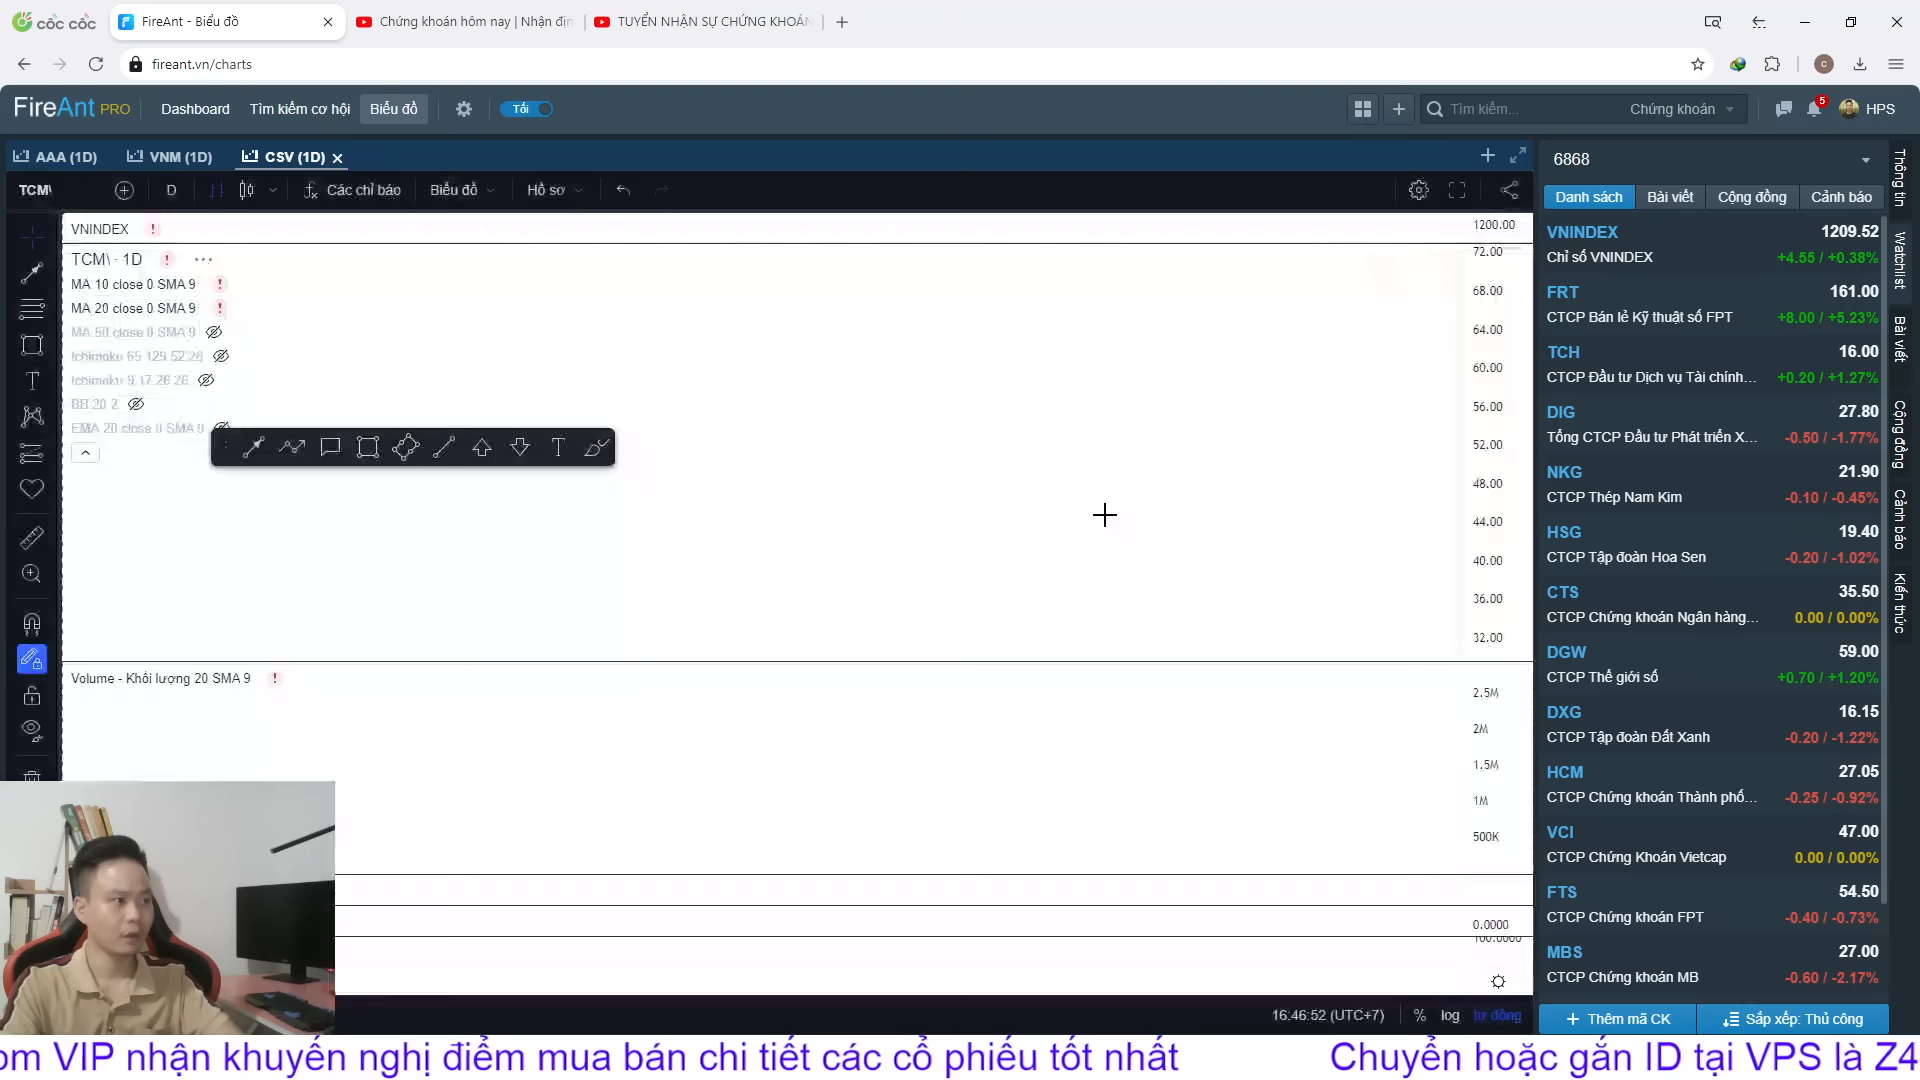 cốc cốc
FireAnt - Biểu đồ
Chứng khoán hôm nay | Nhận địn
TUYỂN NHÂN SỰ CHỨNG KHOÁN
fireant.vn/charts
FireAnt PRO
Dashboard
Tìm kiếm cơ hội
Biểu đồ
Tối
Tìm kiếm...
Chứng khoán
5
HPS
AAA (1D)
VNM (1D)
CSV (1D)
TCM\
D
Các chỉ báo
Biểu đồ
Hồ sơ
VNINDEX
TCM\ · 1D
MA 10 close 0 SMA 9
MA 20 close 0 SMA 9
MA 50 close 0 SMA 9
BB 20 2
EMA 20 close 0 SMA 9
1200.00
72.00
68.00
64.00
60.00
56.00
52.00
48.00
44.00
40.00
36.00
32.00
Volume - Khối lượng 20 SMA 9
2.5M
2M
1.5M
1M
500K
0.0000
100.0000
16:46:52 (UTC+7)
%
log
tự động
6868
Danh sách
Bài viết
Cộng đồng
Cảnh báo
VNINDEX 1209.52
Chỉ số VNINDEX +4.55 / +0.38%
FRT 161.00
CTCP Bán lẻ Kỹ thuật số FPT +8.00 / +5.23%
TCH 16.00
CTCP Đầu tư Dịch vụ Tài chính... +0.20 / +1.27%
DIG 27.80
Tổng CTCP Đầu tư Phát triển X... -0.50 / -1.77%
NKG 21.90
CTCP Thép Nam Kim -0.10 / -0.45%
HSG 19.40
CTCP Tập đoàn Hoa Sen -0.20 / -1.02%
CTS 35.50
CTCP Chứng khoán Ngân hàng... 0.00 / 0.00%
DGW 59.00
CTCP Thế giới số +0.70 / +1.20%
DXG 16.15
CTCP Tập đoàn Đất Xanh -0.20 / -1.22%
HCM 27.05
CTCP Chứng khoán Thành phố... -0.25 / -0.92%
VCI 47.00
CTCP Chứng Khoán Vietcap 0.00 / 0.00%
FTS 54.50
CTCP Chứng khoán FPT -0.40 / -0.73%
MBS 27.00
CTCP Chứng khoán MB -0.60 / -2.17%
Thêm mã CK
Sắp xếp: Thủ công
Thông tin
Watchlist
Bài viết
Cộng đồng
Cảnh báo
Kiến thức
om VIP nhận khuyến nghị điểm mua bán chi tiết các cổ phiếu tốt nhất
Chuyển hoặc gắn ID tại VPS là Z4